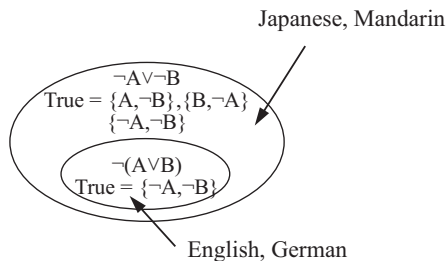 Japanese, Mandarin
¬A∨¬B
True = {A,¬B},{B,¬A}
{¬A,¬B}
¬(A∨B)
True = {¬A,¬B}
English, German